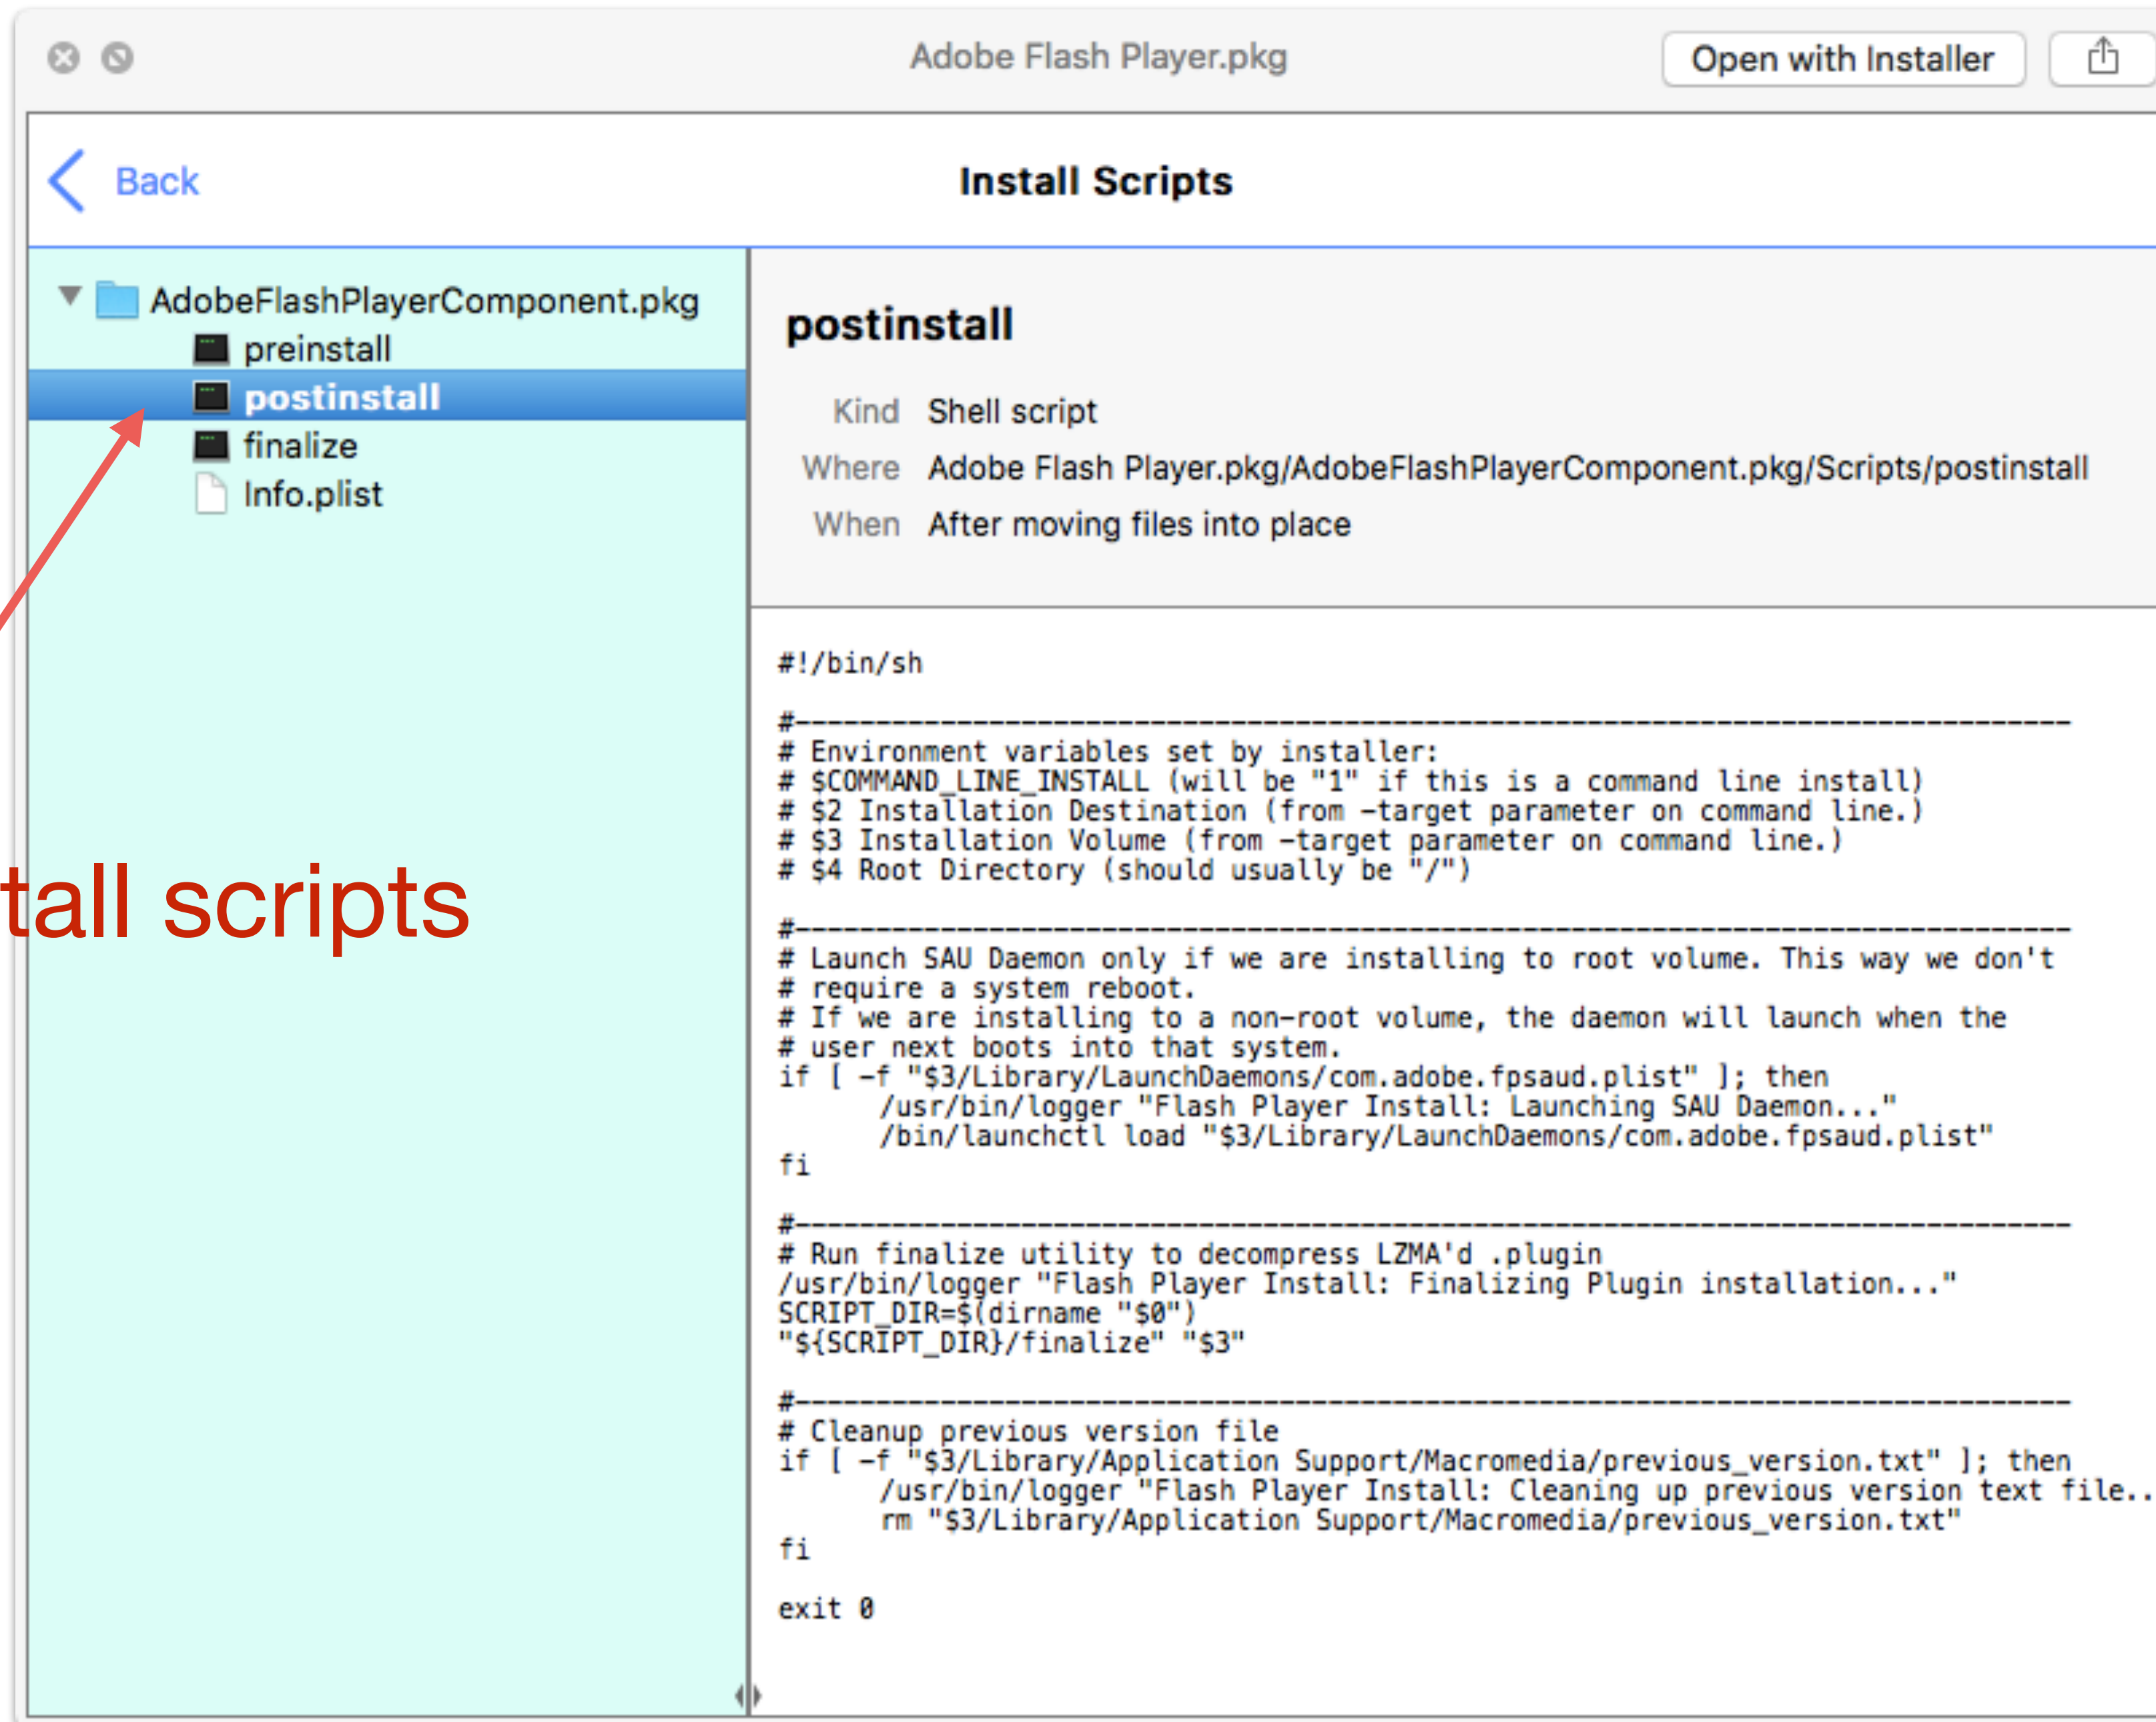 Adobe Flash Player.pkg
Open with Installer
Back
Install Scripts
AdobeFlashPlayerComponent.pkg
preinstall
postinstall
finalize
Info.plist
tall scripts
postinstall
Kind Shell script
Where Adobe Flash Player.pkg/AdobeFlashPlayerComponent.pkg/Scripts/postinstall
When After moving files into place
#!/bin/sh
#-------------------------------------------------------------------------------
# Environment variables set by installer:
# $COMMAND_LINE_INSTALL (will be "1" if this is a command line install)
# $2 Installation Destination (from -target parameter on command line.)
# $3 Installation Volume (from -target parameter on command line.)
# $4 Root Directory (should usually be "/")
#-------------------------------------------------------------------------------
# Launch SAU Daemon only if we are installing to root volume. This way we don't
# require a system reboot.
# If we are installing to a non-root volume, the daemon will launch when the
# user next boots into that system.
if [ -f "$3/Library/LaunchDaemons/com.adobe.fpsaud.plist" ]; then
/usr/bin/logger "Flash Player Install: Launching SAU Daemon..."
/bin/launchctl load "$3/Library/LaunchDaemons/com.adobe.fpsaud.plist"
fi
#-------------------------------------------------------------------------------
# Run finalize utility to decompress LZMA'd .plugin
/usr/bin/logger "Flash Player Install: Finalizing Plugin installation..."
SCRIPT_DIR=$(dirname "$0")
"${SCRIPT_DIR}/finalize" "$3"
#-------------------------------------------------------------------------------
# Cleanup previous version file
if [ -f "$3/Library/Application Support/Macromedia/previous_version.txt" ]; then
/usr/bin/logger "Flash Player Install: Cleaning up previous version text file..
rm "$3/Library/Application Support/Macromedia/previous_version.txt"
fi
exit 0